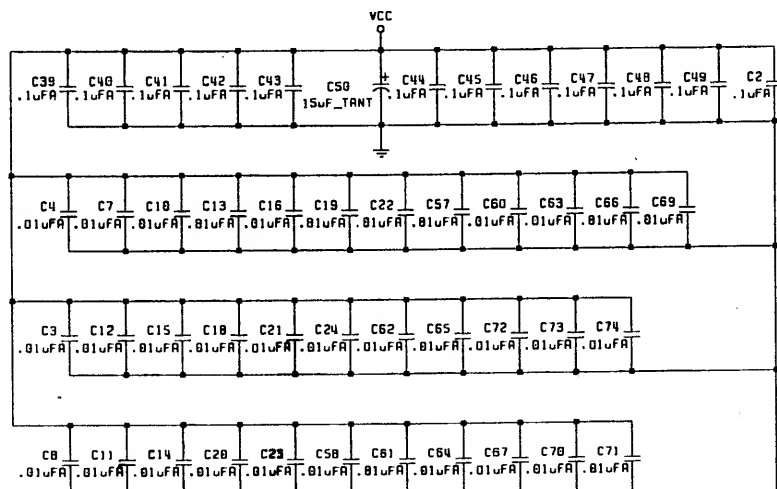 VCC
C39 C40 C41 C42 C43 C50 + C44 C45 C46 C47 C48 C49 C2
.1uFA .1uFA .1uFA .1uFA .1uFA 15uF_TANT .1uFA .1uFA .1uFA .1uFA .1uFA .1uFA .1uFA
C4 C7 C10 C13 C16 C19 C22 C57 C60 C63 C66 C69
.01uFA .01uFA .01uFA .01uFA .01uFA .01uFA .01uFA .01uFA .01uFA .01uFA .01uFA .01uFA
C3 C12 C15 C18 C21 C24 C62 C65 C72 C73 C74
.01uFA .01uFA .01uFA .01uFA .01uFA .01uFA .01uFA .01uFA .01uFA .01uFA .01uFA
C8 C11 C14 C20 C23 C58 C61 C64 C67 C70 C71
.01uFA .01uFA .01uFA .01uFA .01uFA .01uFA .01uFA .01uFA .01uFA .01uFA .01uFA